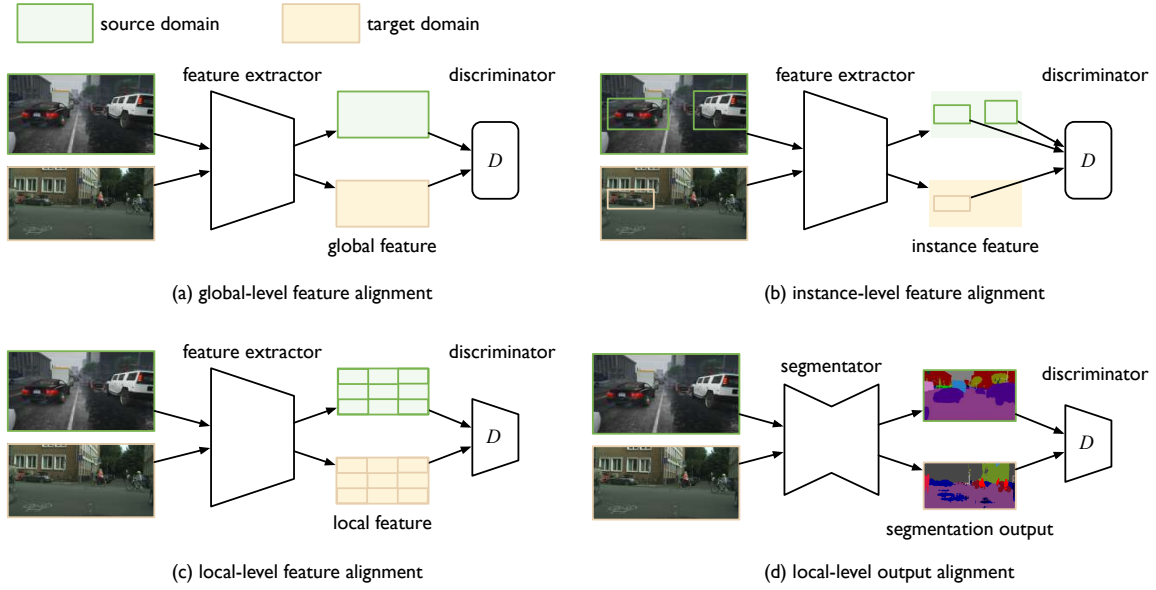 source domain
target domain
feature extractor
discriminator
D
global feature
(a) global-level feature alignment
feature extractor
discriminator
D
instance feature
(b) instance-level feature alignment
feature extractor
discriminator
D
local feature
(c) local-level feature alignment
segmentator
discriminator
D
segmentation output
(d) local-level output alignment